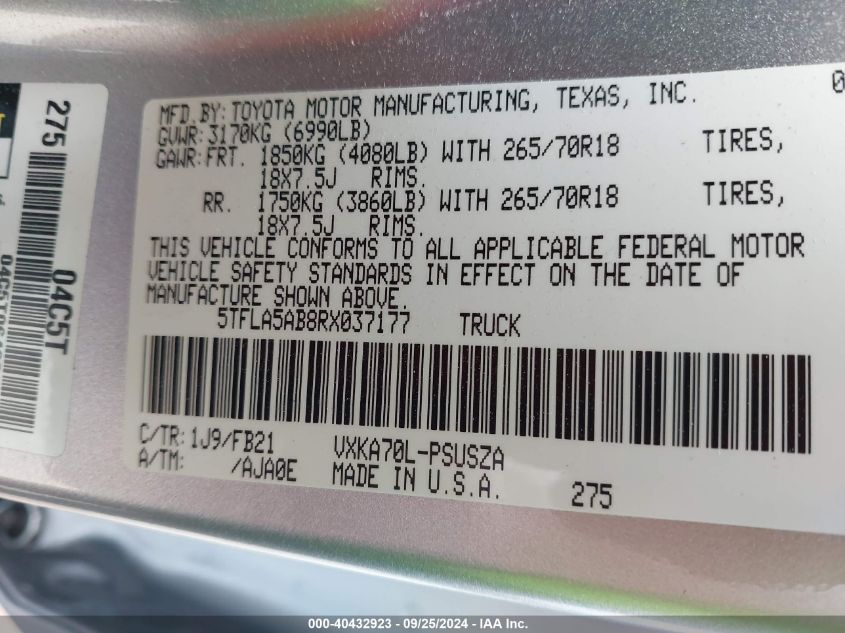 MFD.BY: TOYOTA MOTOR MANUFACTURING, TEXAS, INC. 0
GVWR: 3170KG (6990LB)
GAWR: FRT. 1850KG (4080LB) WITH 265/70R18 TIRES,
18X7.5J RIMS.
RR. 1750KG (3860LB) WITH 265/70R18 TIRES,
18X7.5J RIMS.
THIS VEHICLE CONFORMS TO ALL APPLICABLE FEDERAL MOTOR
VEHICLE SAFETY STANDARDS IN EFFECT ON THE DATE OF
MANUFACTURE SHOWN ABOVE.
5TFLA5AB8RX037177 TRUCK
C/TR: 1J9/FB21 VXKA70L-PSUSZA
A/TM: /AJA0E MADE IN U.S.A. 275
275
04C5T
000-40432923 / 09/25/2024 - IAA Inc.